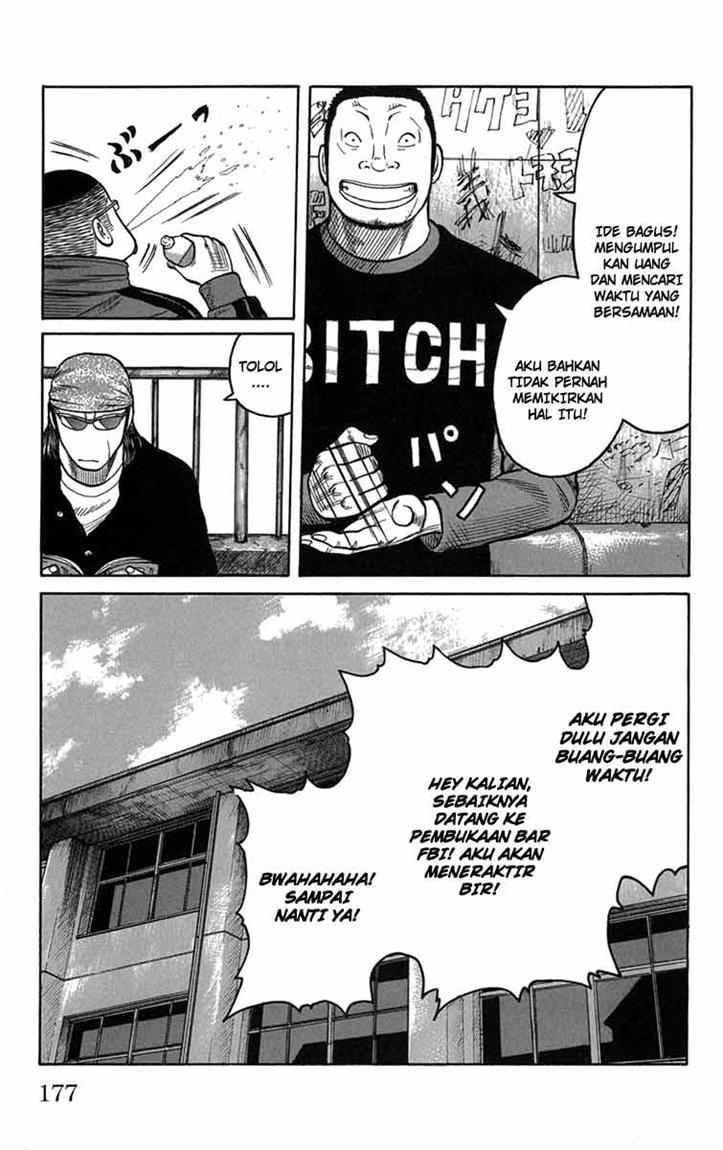 IDE BAGUS!
MENGUMPUL
KAN UANG
DAN MENCARI
WAKTU YANG
BERSAMAAN!
AKU BAHKAN
TIDAK PERNAH
MEMIKIRKAN
HAL ITU!
BITCH
パ
ン
ぶーっ
TOLOL
....
AKU PERGI
DULU JANGAN
BUANG-BUANG
WAKTU!
HEY KALIAN,
SEBAIKNYA
DATANG KE
PEMBUKAAN BAR
FBI! AKU AKAN
MENERAKTIR
BIR!
BWAHAHAHA!
SAMPAI
NANTI YA!
177